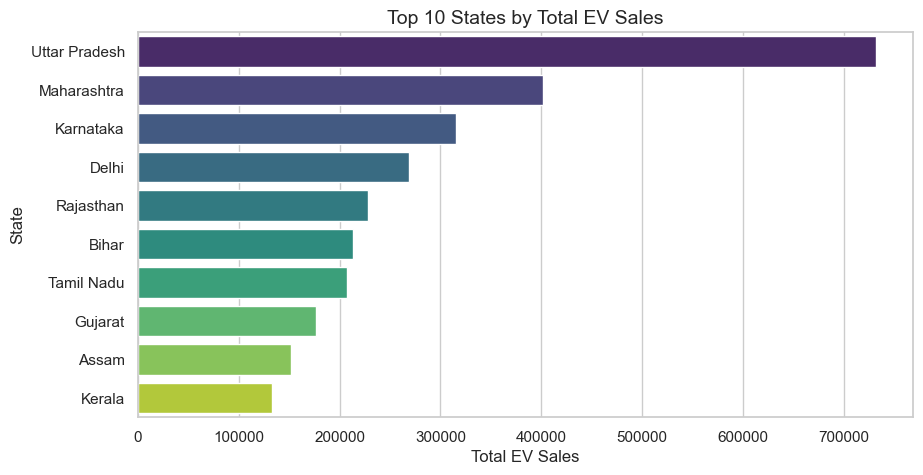 Top 10 States by Total EV Sales
State
Uttar Pradesh
Maharashtra
Karnataka
Delhi
Rajasthan
Bihar
Tamil Nadu
Gujarat
Assam
Kerala
0 100000 200000 300000 400000 500000 600000 700000
Total EV Sales